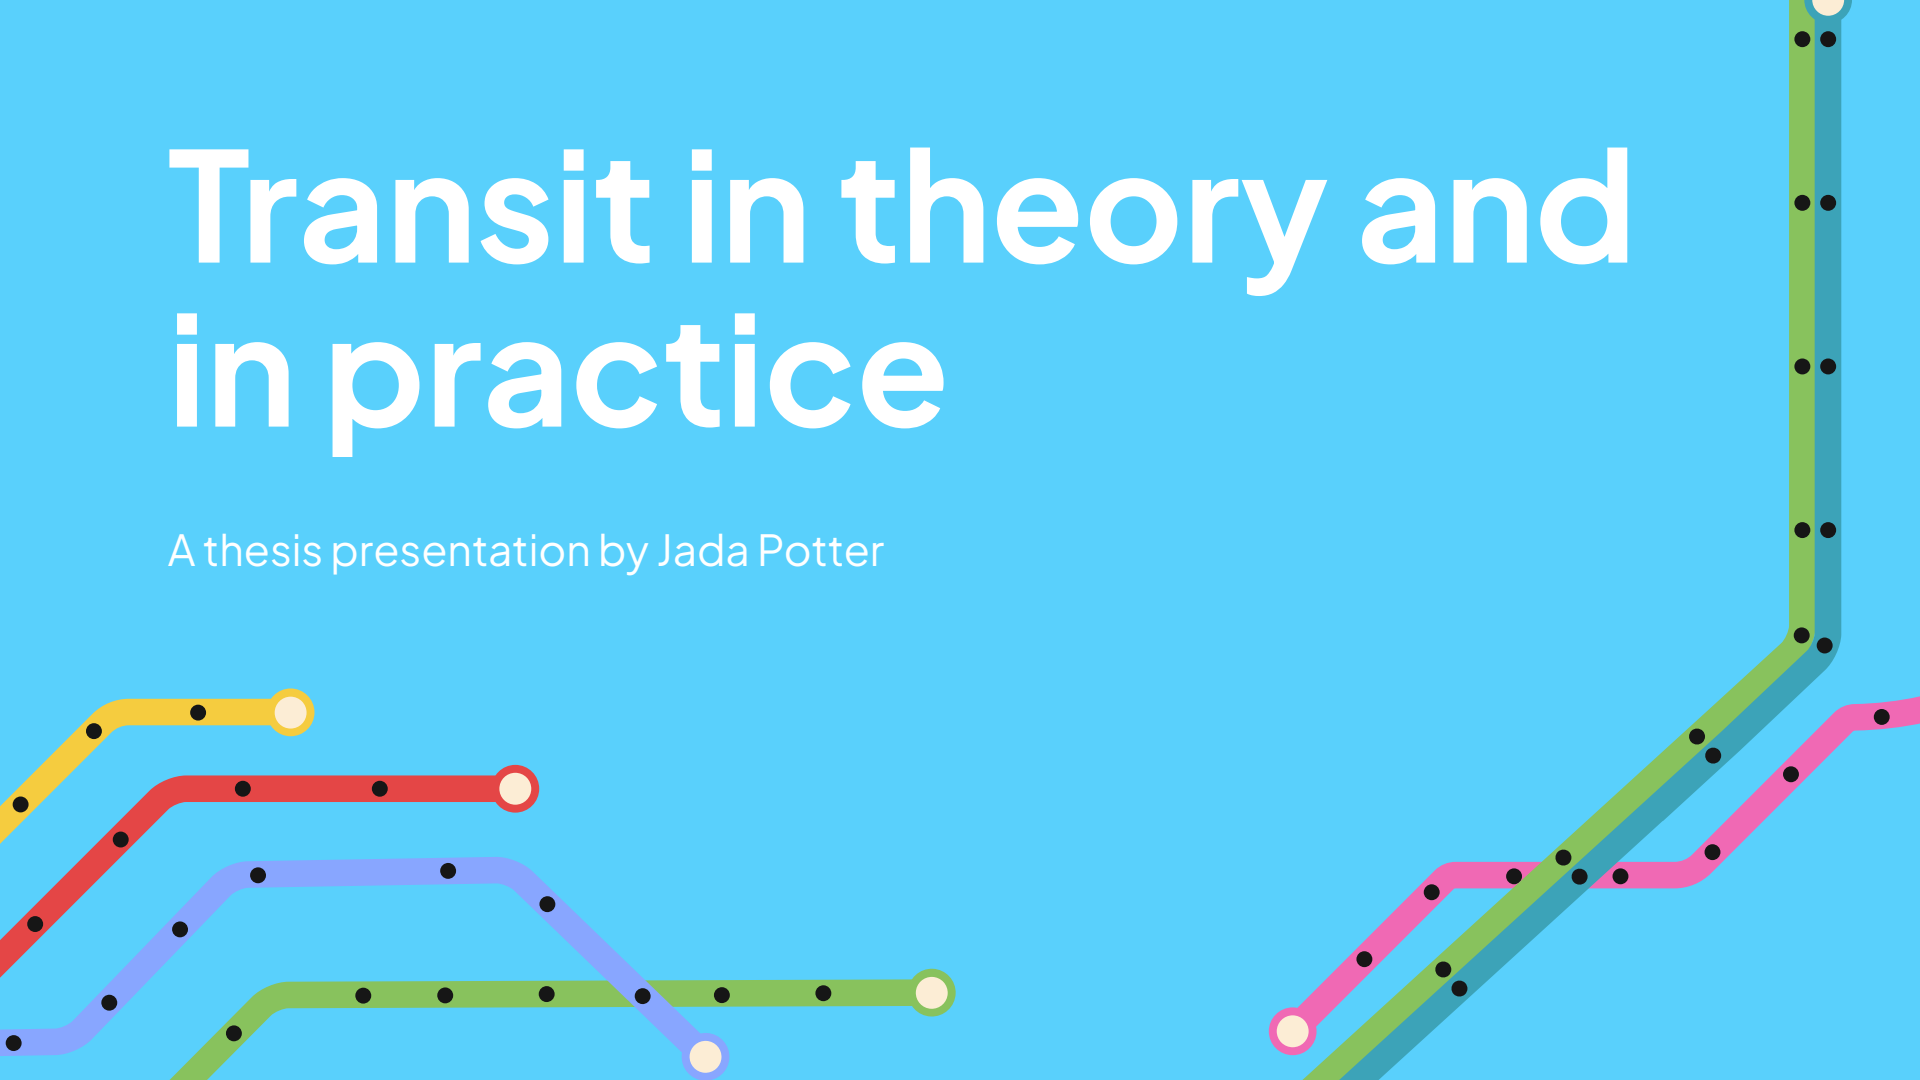 Transit in theory and
in practice
A thesis presentation by Jada Potter